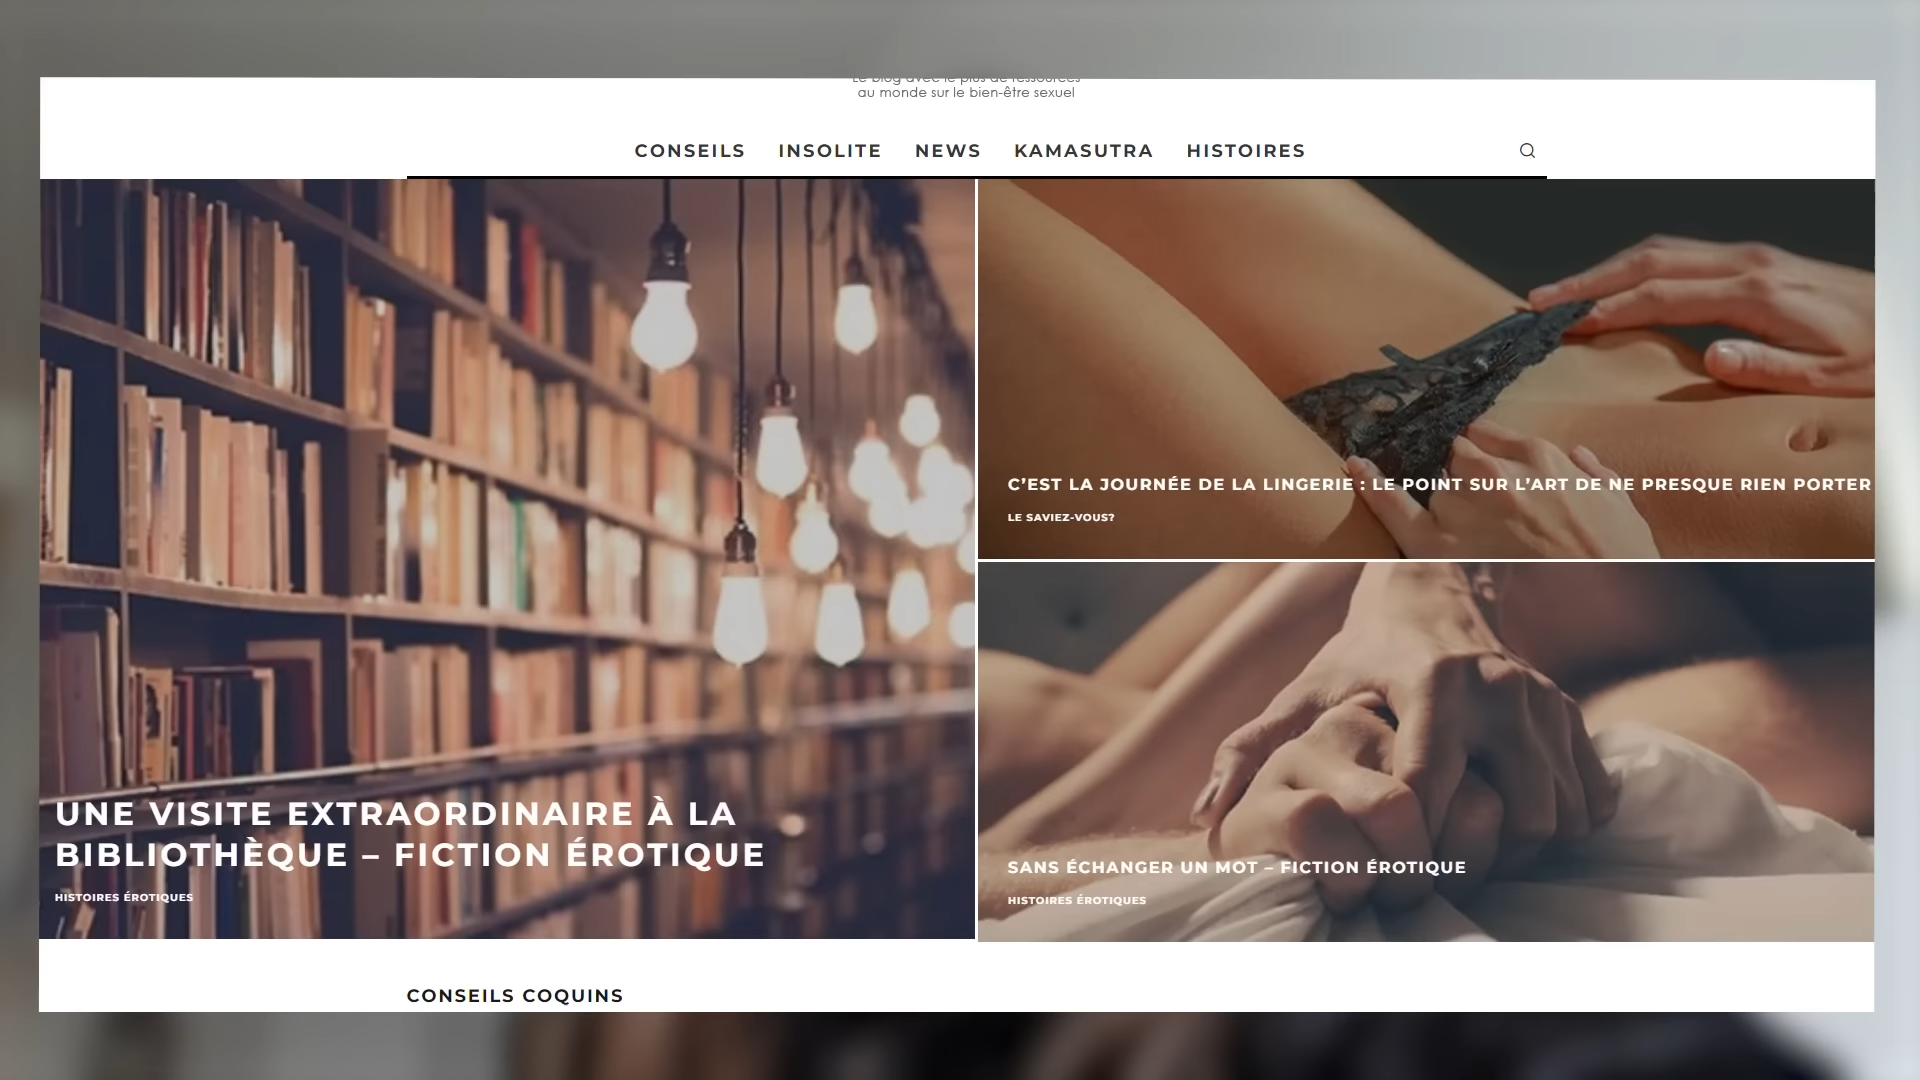 Le blog avec le plus de ressources
au monde sur le bien-être sexuel
CONSEILS INSOLITE NEWS KAMASUTRA HISTOIRES
UNE VISITE EXTRAORDINAIRE À LA
BIBLIOTHÈQUE – FICTION ÉROTIQUE
HISTOIRES ÉROTIQUES
C’EST LA JOURNÉE DE LA LINGERIE : LE POINT SUR L’ART DE NE PRESQUE RIEN PORTER
LE SAVIEZ-VOUS?
SANS ÉCHANGER UN MOT – FICTION ÉROTIQUE
HISTOIRES ÉROTIQUES
CONSEILS COQUINS